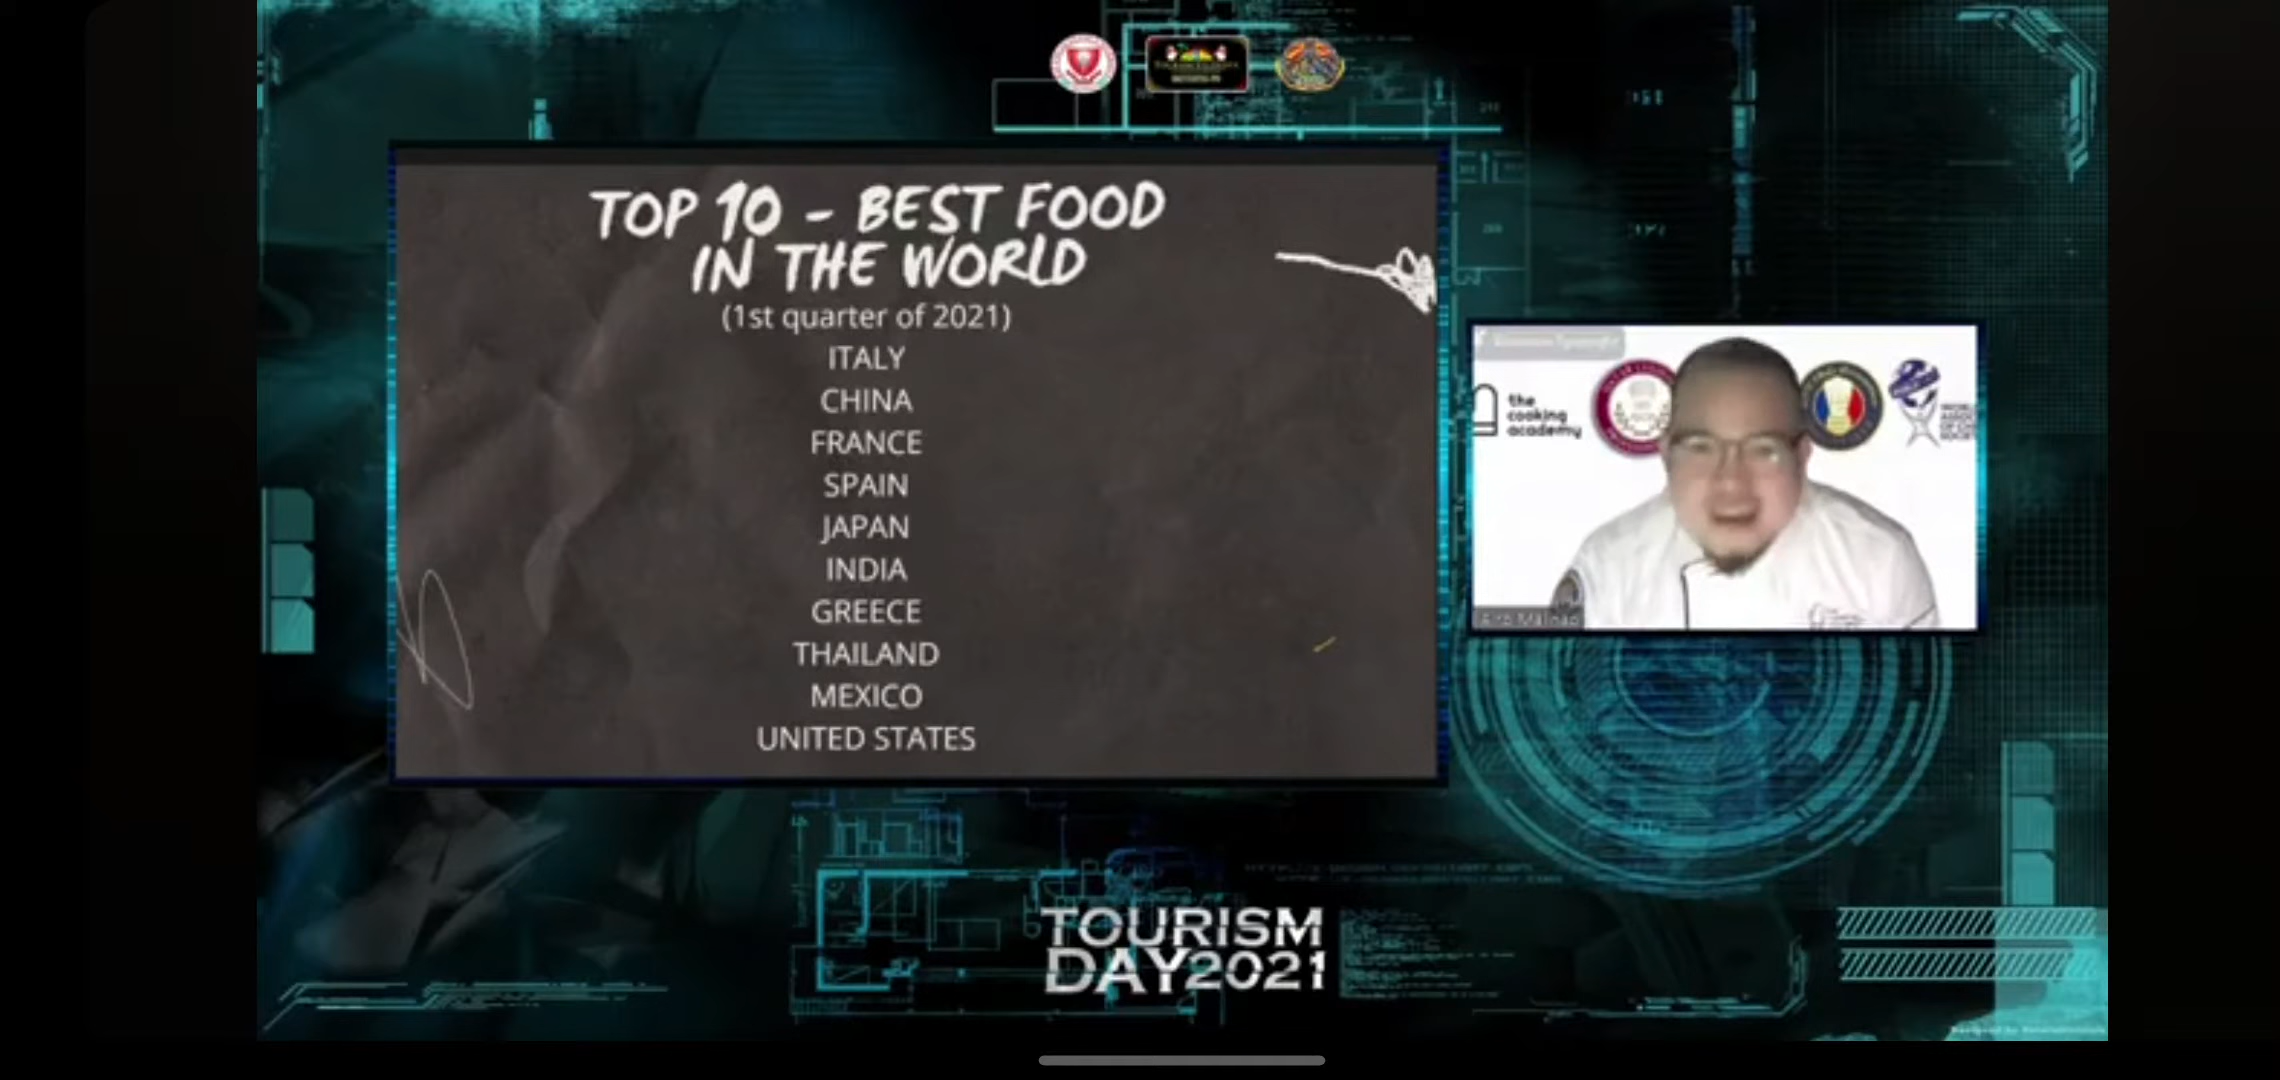 TOP 10 - BEST FOOD
IN THE WORLD
(1st quarter of 2021)
ITALY
CHINA
FRANCE
SPAIN
JAPAN
INDIA
GREECE
THAILAND
MEXICO
UNITED STATES
the
cooking
academy
TOURISM
DAY2021